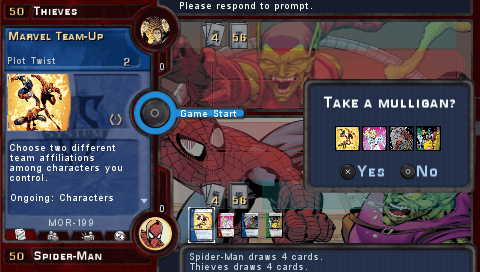 50 Thieves
Please respond to prompt.
Marvel Team-Up
Plot Twist 2
4 56
0
Take a mulligan?
Game Start
Yes No
Choose two different
team affiliations
among characters you
control.
Ongoing: Characters
MOR-199
4 56
0
50 Spider-Man
Spider-Man draws 4 cards.
Thieves draws 4 cards.